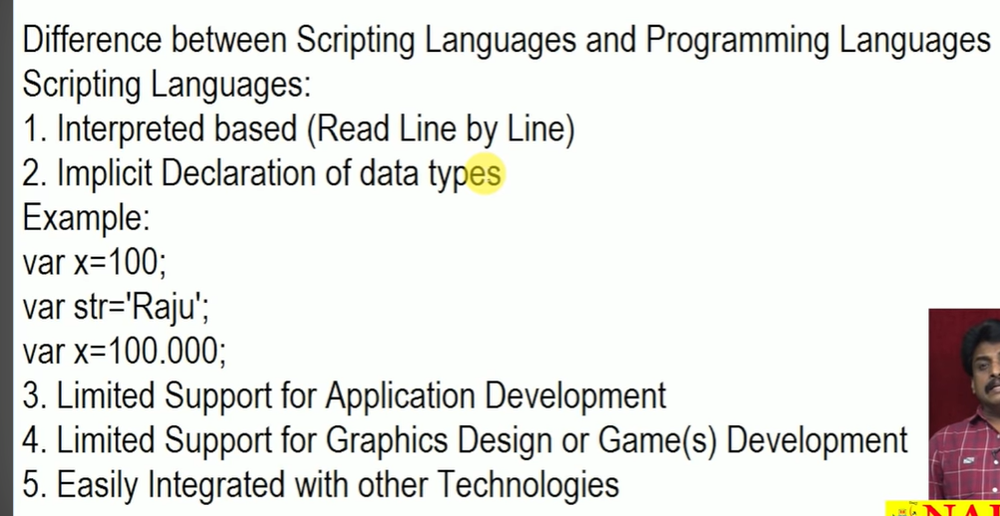 Difference between Scripting Languages and Programming Languages
Scripting Languages:
1. Interpreted based (Read Line by Line)
2. Implicit Declaration of data types
Example:
var x=100;
var str='Raju';
var x=100.000;
3. Limited Support for Application Development
4. Limited Support for Graphics Design or Game(s) Development
5. Easily Integrated with other Technologies